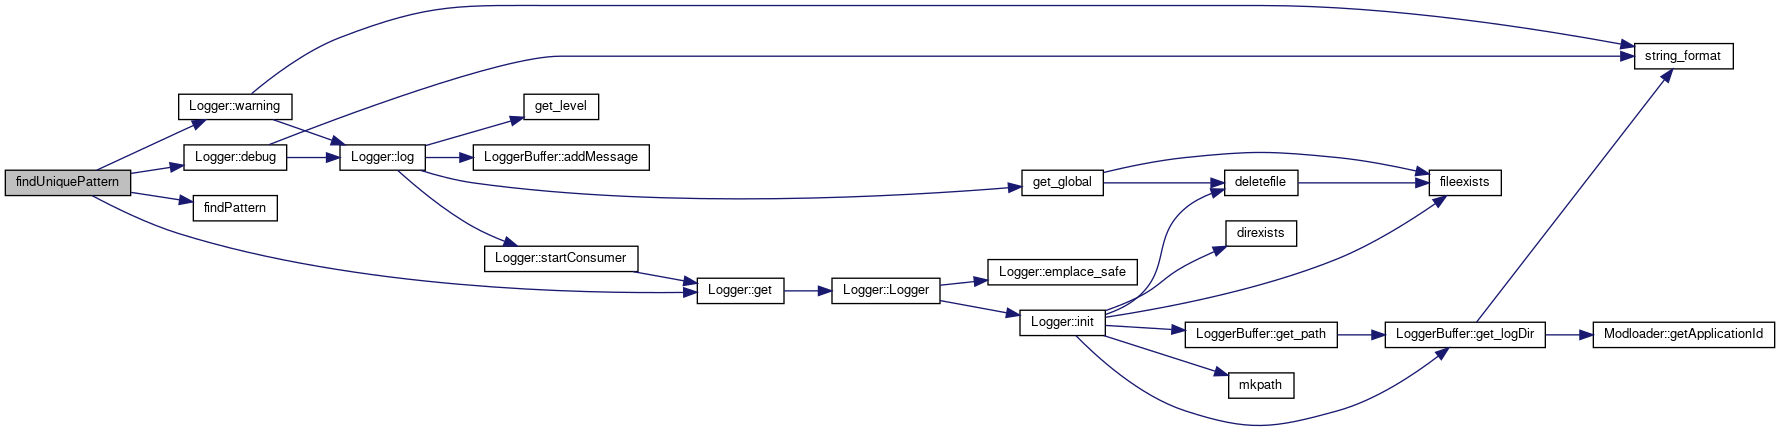 string_format
Logger::warning
get_level
Logger::debug
Logger::log
LoggerBuffer::addMessage
findUniquePattern
get_global
deletefile
fileexists
findPattern
direxists
Logger::startConsumer
Logger::emplace_safe
Logger::get
Logger::Logger
Logger::init
LoggerBuffer::get_path
LoggerBuffer::get_logDir
Modloader::getApplicationId
mkpath